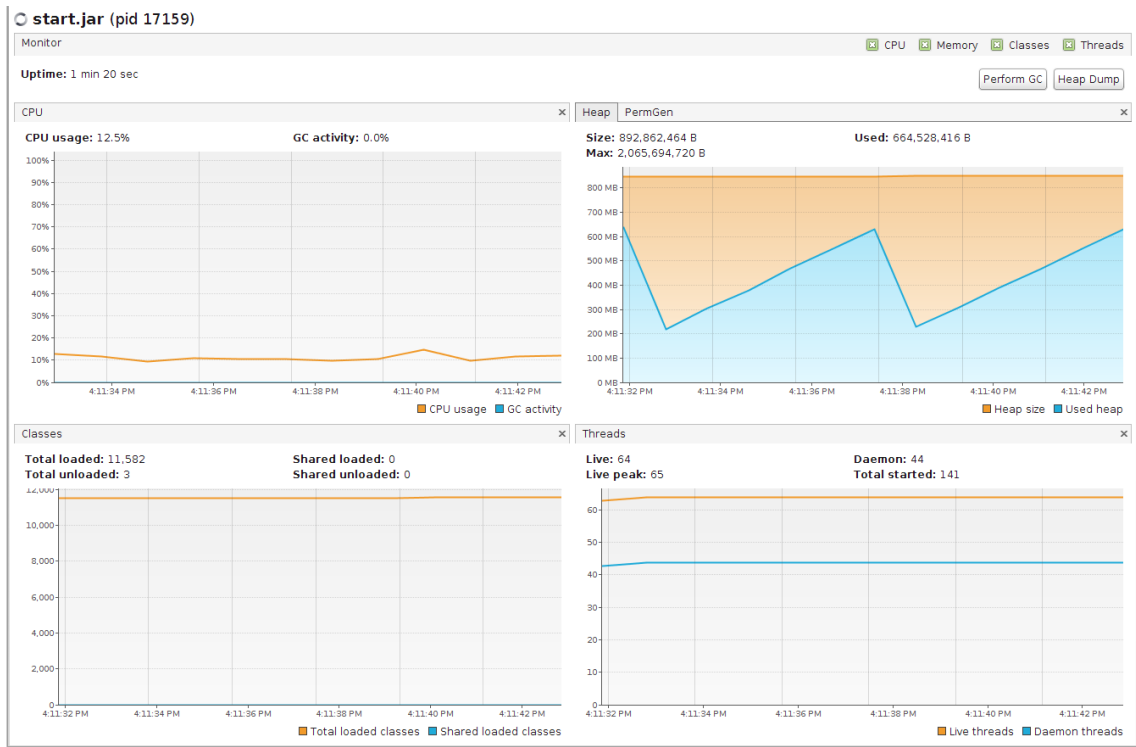 start.jar (pid 17159)
Monitor
CPU Memory Classes Threads
Uptime: 1 min 20 sec
Perform GC Heap Dump
CPU
CPU usage: 12.5% GC activity: 0.0%
100%
90%
80%
70%
60%
50%
40%
30%
20%
10%
0%
4:11:34 PM 4:11:36 PM 4:11:38 PM 4:11:40 PM 4:11:42 PM
CPU usage GC activity
Heap PermGen
Size: 892,862,464 B Used: 664,528,416 B
Max: 2,065,694,720 B
800 MB
700 MB
600 MB
500 MB
400 MB
300 MB
200 MB
100 MB
0 MB
4:11:32 PM 4:11:34 PM 4:11:36 PM 4:11:38 PM 4:11:40 PM 4:11:42 PM
Heap size Used heap
Classes
Total loaded: 11,582 Shared loaded: 0
Total unloaded: 3 Shared unloaded: 0
12,000
10,000
8,000
6,000
4,000
2,000
0
4:11:32 PM 4:11:34 PM 4:11:36 PM 4:11:38 PM 4:11:40 PM 4:11:42 PM
Total loaded classes Shared loaded classes
Threads
Live: 64 Daemon: 44
Live peak: 65 Total started: 141
60
50
40
30
20
10
0
4:11:32 PM 4:11:34 PM 4:11:36 PM 4:11:38 PM 4:11:40 PM 4:11:42 PM
Live threads Daemon threads